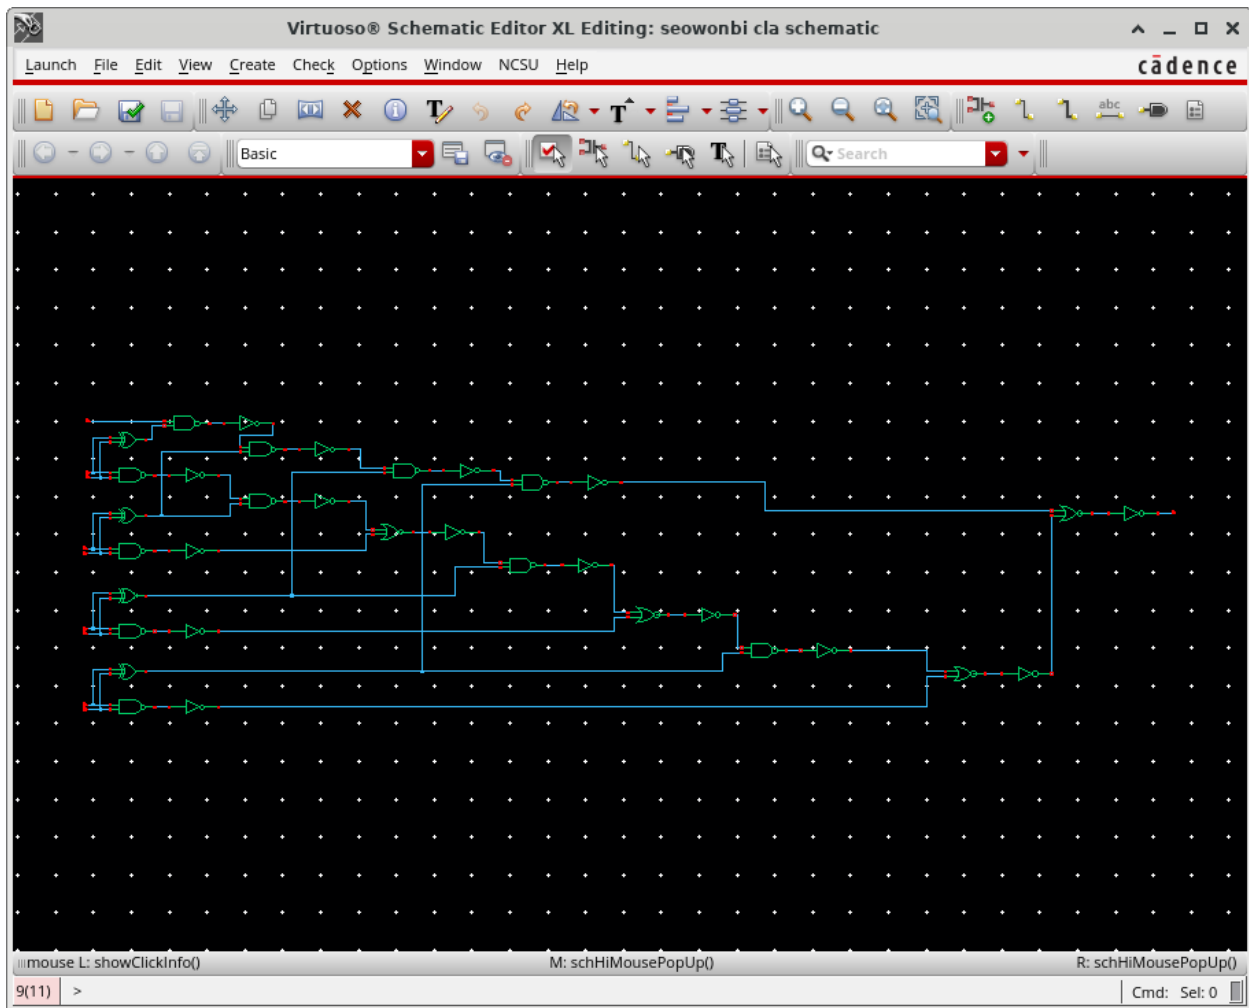 Virtuoso® Schematic Editor XL Editing: seowonbi cla schematic
Launch File Edit View Create Check Options Window NCSU Help
cādence
abc
Basic
Search
mouse L: showClickInfo()
M: schHiMousePopUp()
R: schHiMousePopUp()
9(11) >
Cmd: Sel: 0